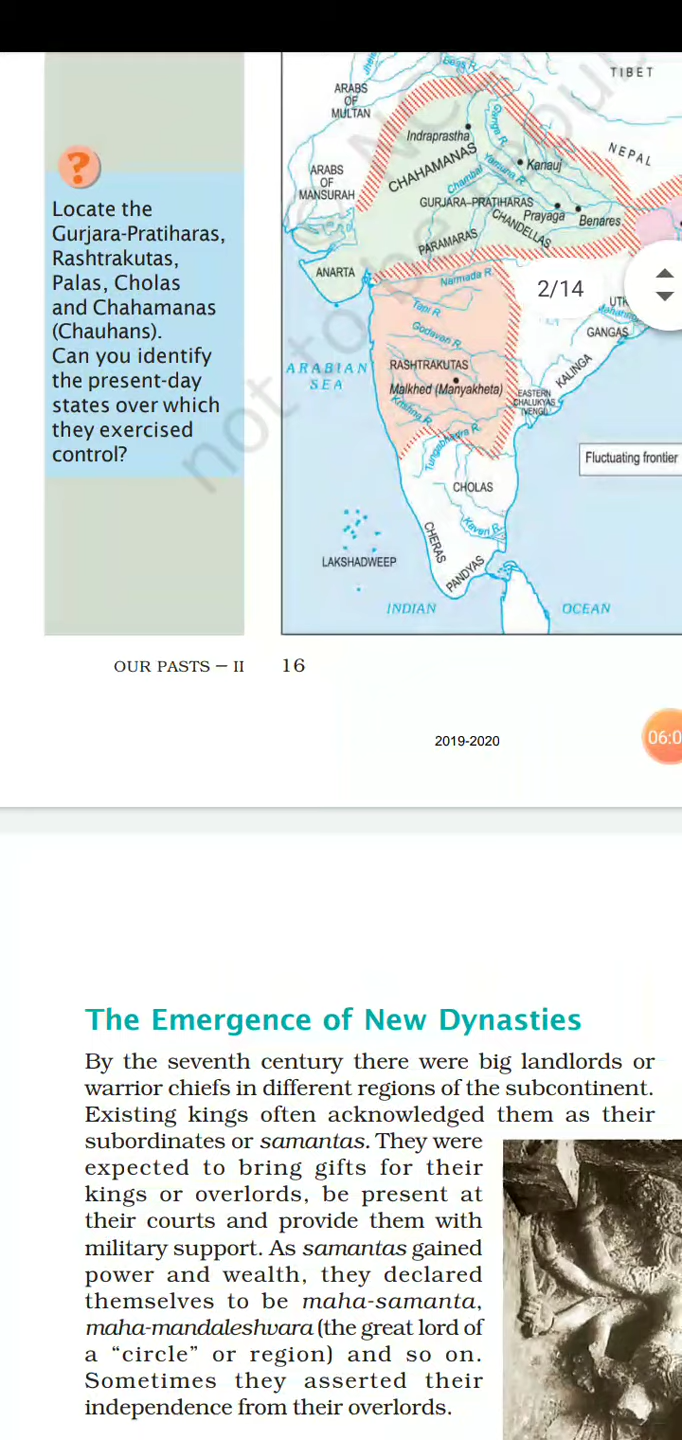 ?
Locate the
Gurjara-Pratiharas,
Rashtrakutas,
Palas, Cholas
and Chahamanas
(Chauhans).
Can you identify
the present-day
states over which
they exercised
control?
Beas R.
TIBET
ARABS
OF
MULTAN
Ganga R.
Indraprastha
NEPAL
CHAHAMANAS
Yamuna R.
Kanauj
ARABS
OF
MANSURAH
Chambal
GURJARA-PRATIHARAS
Prayaga
Benares
CHANDELLAS
PARAMARAS
ANARTA
Narmada R.
2/14
Tapi R.
GANGAS
Godavari R.
ARABIAN
SEA
RASHTRAKUTAS
KALINGA
Malkhed (Manyakheta)
EASTERN
CHALUKYAS
(VENGI)
Krishna R.
Tungabhadra R.
Fluctuating frontier
CHOLAS
Kaveri R.
CHERAS
LAKSHADWEEP
PANDYAS
INDIAN
OCEAN
not to be
OUR PASTS – II 16
2019-2020
06:0
The Emergence of New Dynasties
By the seventh century there were big landlords or
warrior chiefs in different regions of the subcontinent.
Existing kings often acknowledged them as their
subordinates or samantas. They were
expected to bring gifts for their
kings or overlords, be present at
their courts and provide them with
military support. As samantas gained
power and wealth, they declared
themselves to be maha-samanta,
maha-mandaleshvara (the great lord of
a “circle” or region) and so on.
Sometimes they asserted their
independence from their overlords.